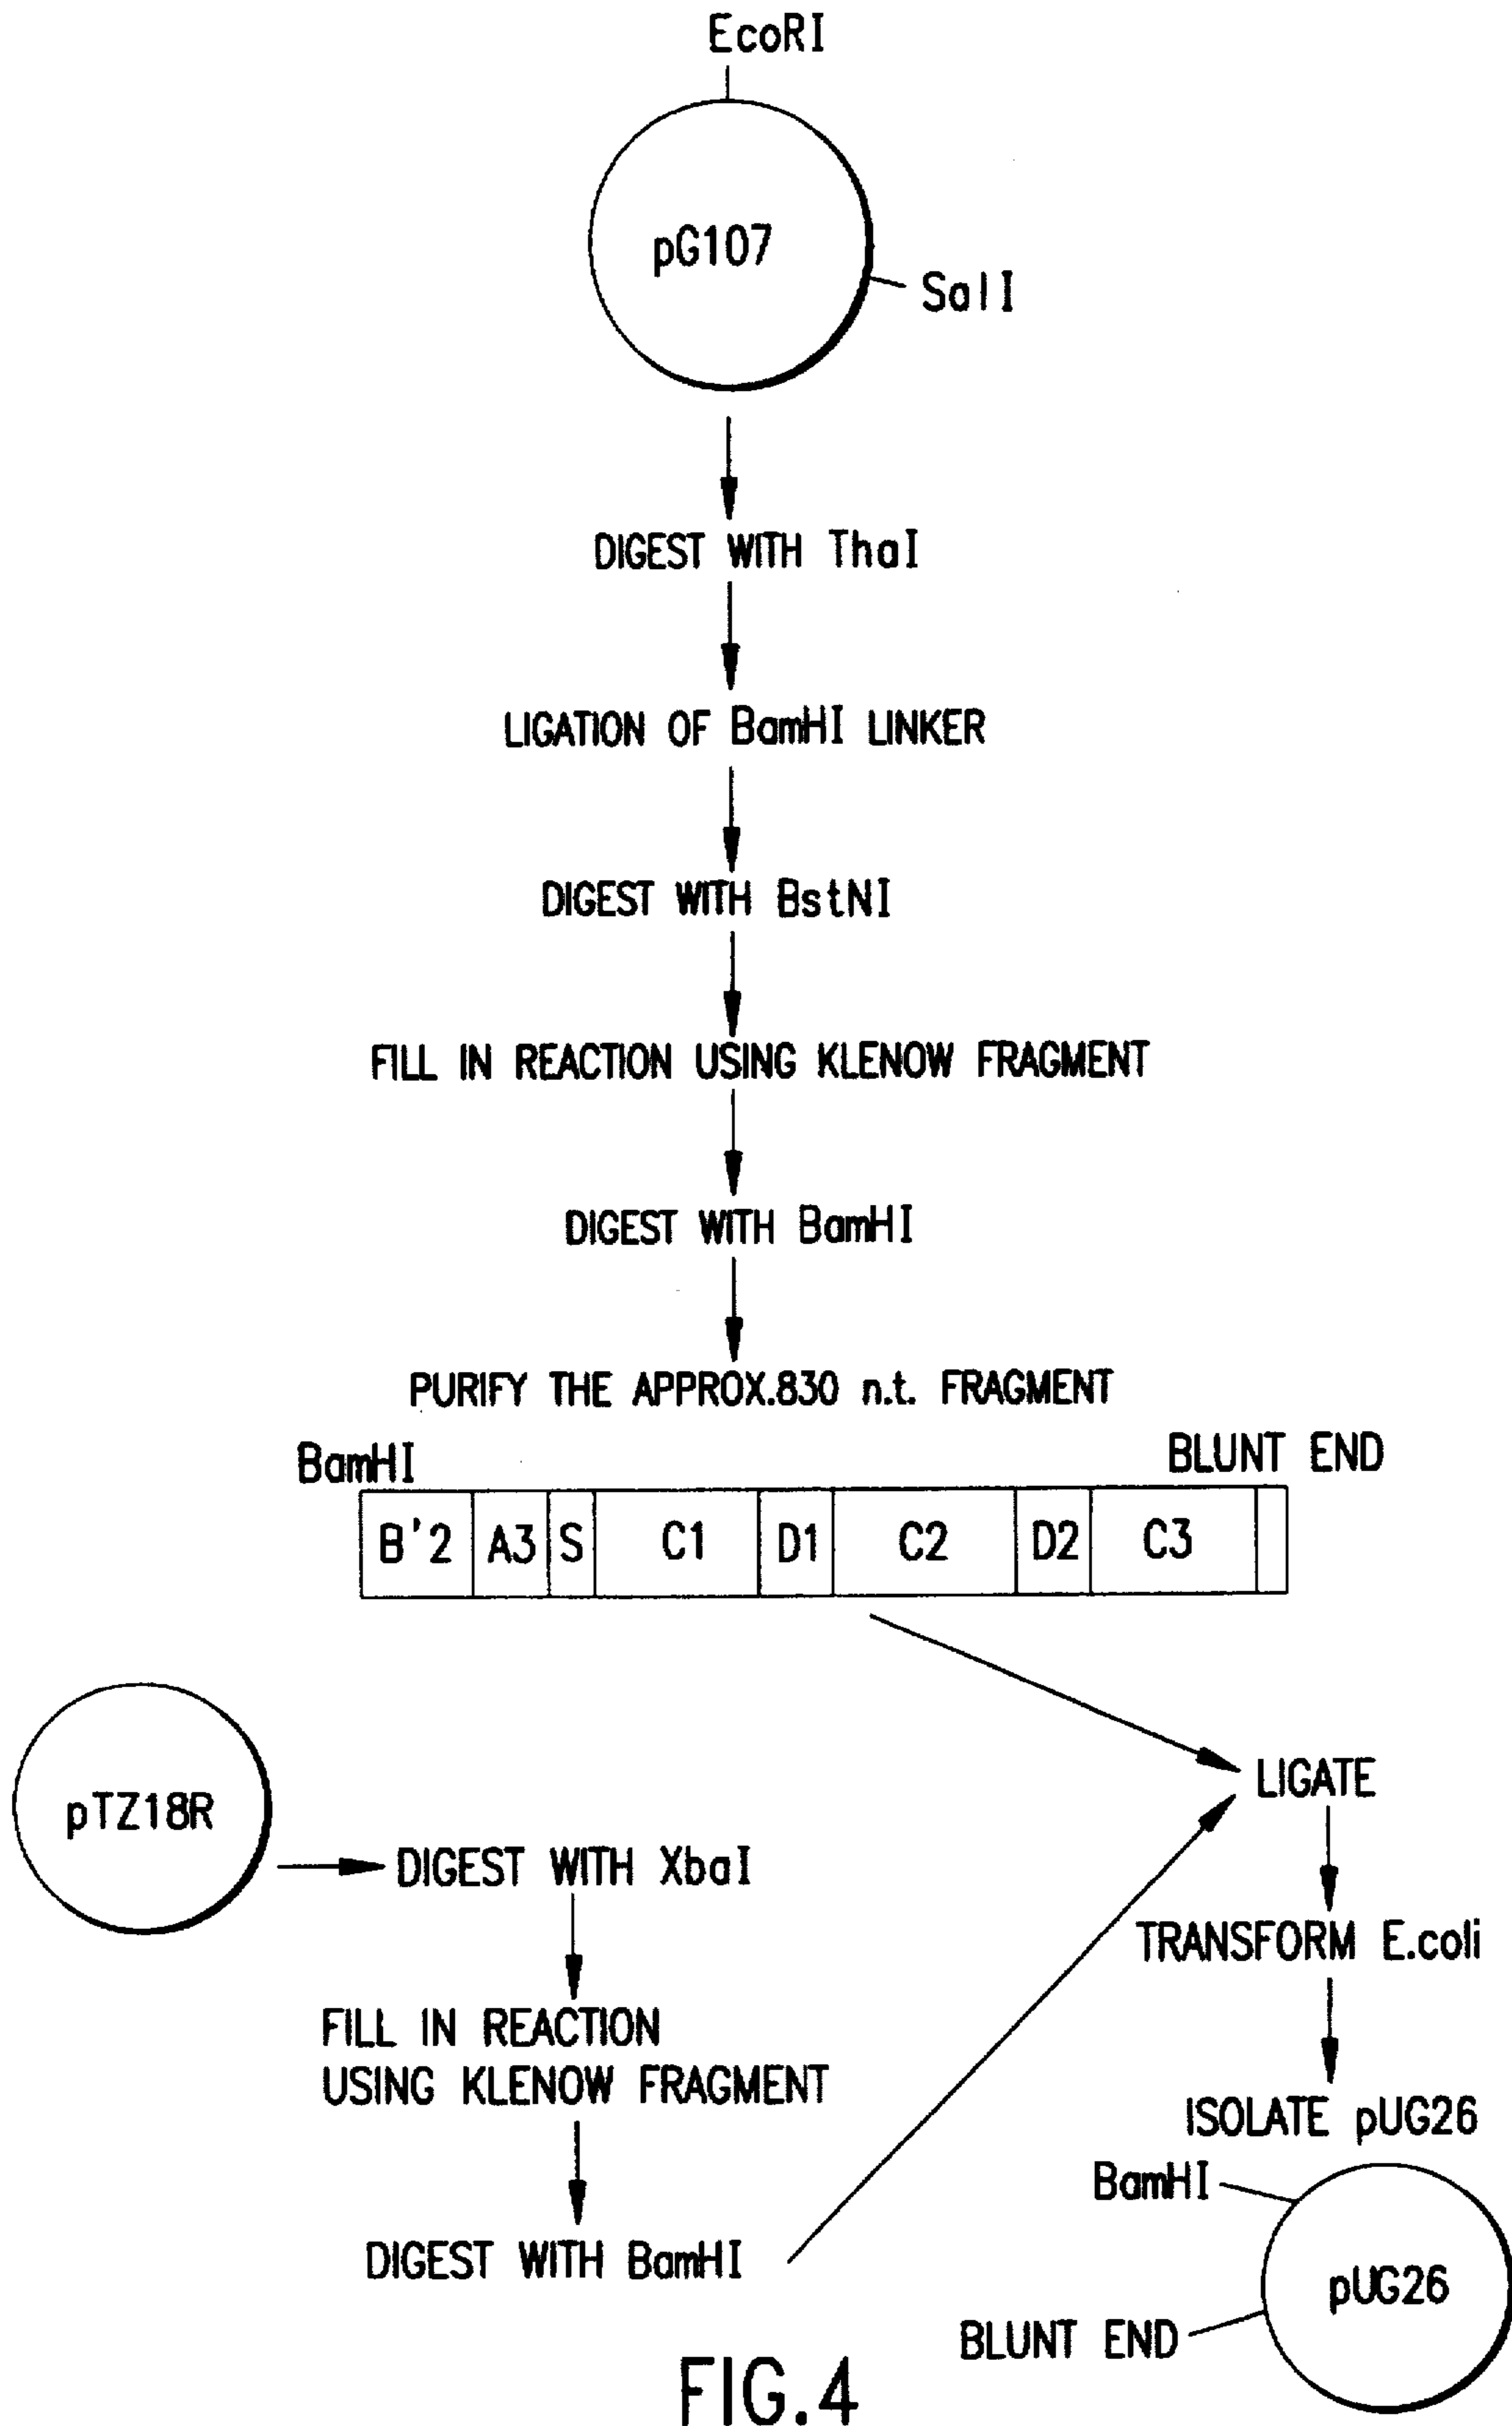 EcoRI
pG107
SalI
DIGEST WITH ThaI
LIGATION OF BamHI LINKER
DIGEST WITH BstNI
FILL IN REACTION USING KLENOW FRAGMENT
DIGEST WITH BamHI
PURIFY THE APPROX.830 n.t. FRAGMENT
BamHI
BLUNT END
B'2 A3 S C1 D1 C2 D2 C3
LIGATE
pTZ18R
DIGEST WITH XbaI
TRANSFORM E.coli
FILL IN REACTION
USING KLENOW FRAGMENT
ISOLATE pUG26
BamHI
DIGEST WITH BamHI
pUG26
BLUNT END
FIG.4